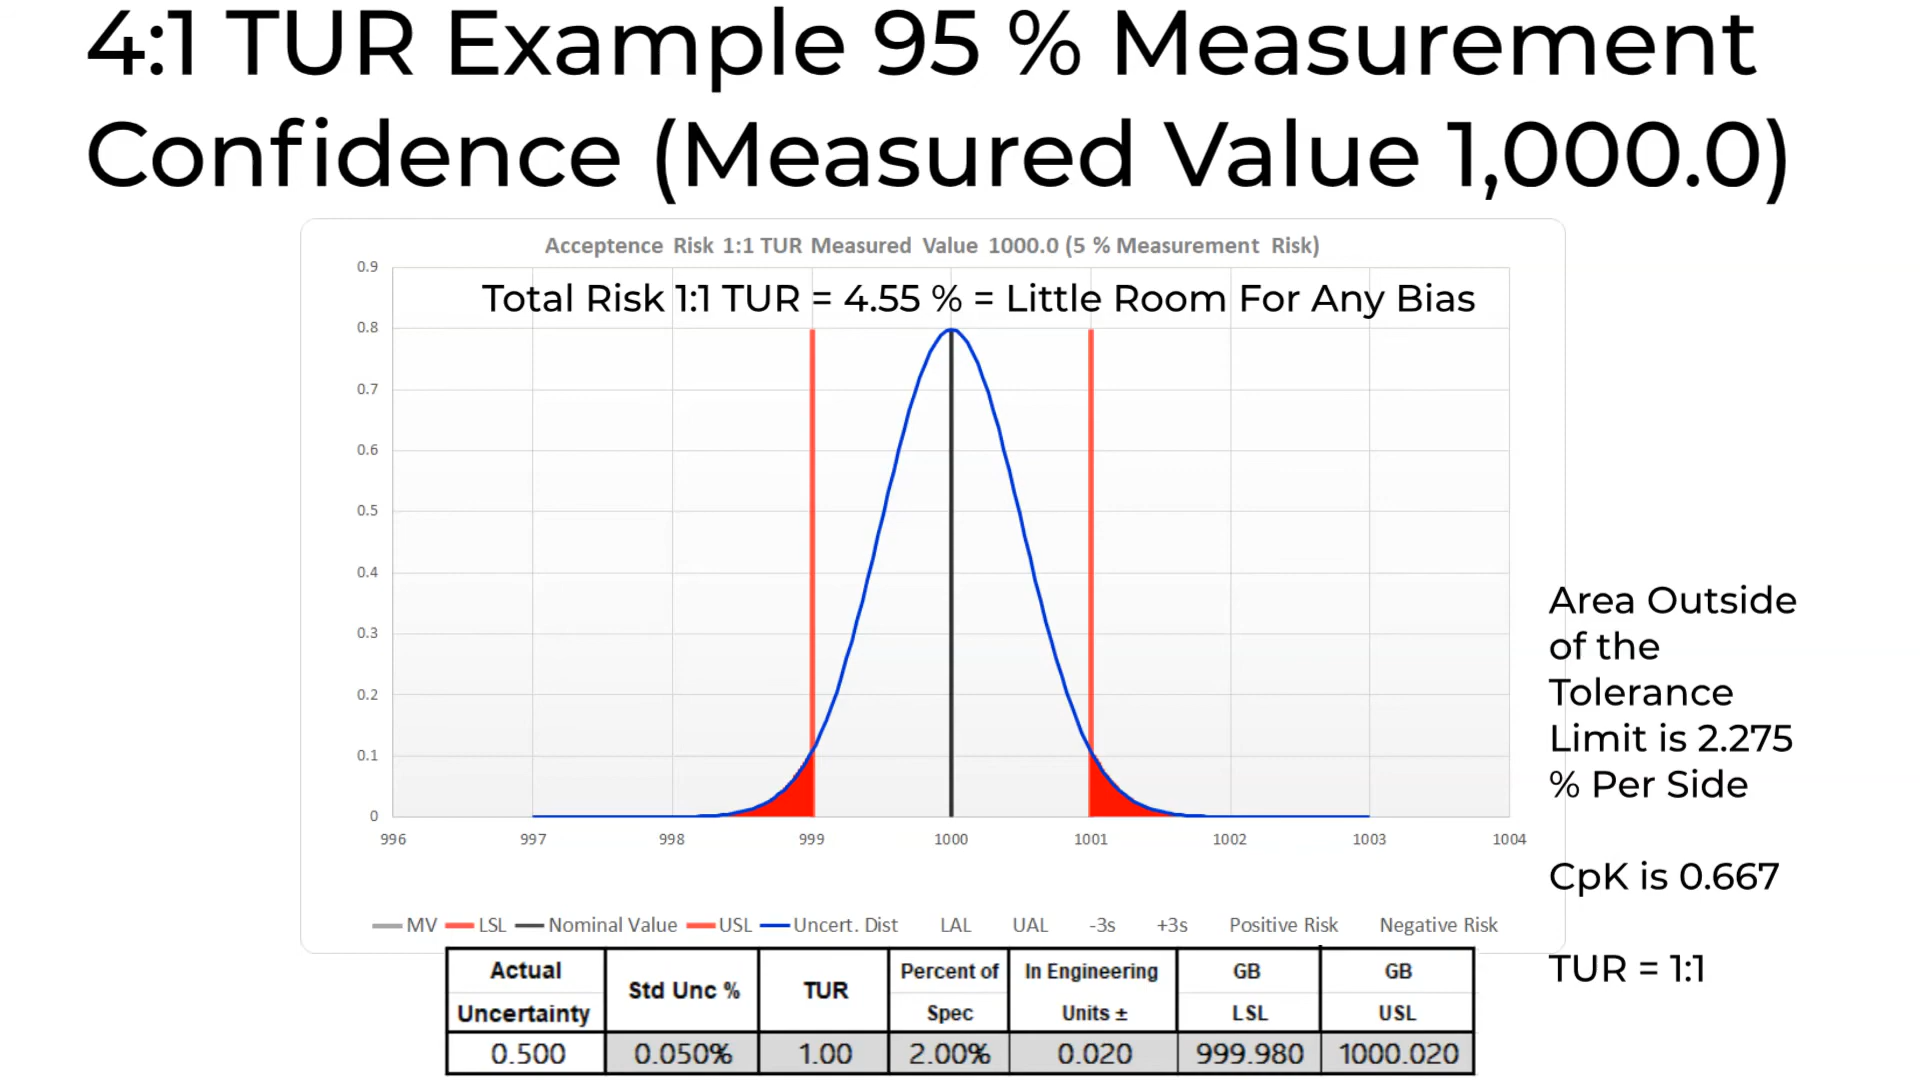 4:1 TUR Example 95 % Measurement
Confidence (Measured Value 1,000.0)
Acceptence Risk 1:1 TUR Measured Value 1000.0 (5 % Measurement Risk)
Total Risk 1:1 TUR = 4.55 % = Little Room For Any Bias
0.9
0.8
0.7
0.6
0.5
0.4
0.3
0.2
0.1
0
996 997 998 999 1000 1001 1002 1003 1004
MV LSL Nominal Value USL Uncert. Dist LAL UAL -3s +3s Positive Risk Negative Risk
Area Outside
of the
Tolerance
Limit is 2.275
% Per Side
CpK is 0.667
TUR = 1:1
Actual Uncertainty Std Unc % TUR Percent of Spec In Engineering Units ± GB LSL GB USL
0.500 0.050% 1.00 2.00% 0.020 999.980 1000.020